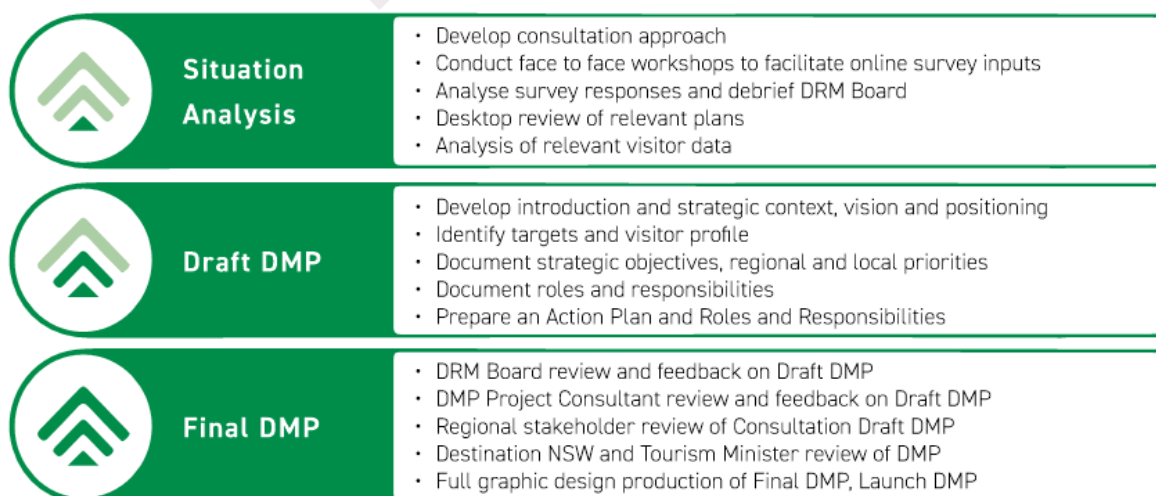 Situation
Analysis
• Develop consultation approach
• Conduct face to face workshops to facilitate online survey inputs
• Analyse survey responses and debrief DRM Board
• Desktop review of relevant plans
• Analysis of relevant visitor data
Draft DMP
• Develop introduction and strategic context, vision and positioning
• Identify targets and visitor profile
• Document strategic objectives, regional and local priorities
• Document roles and responsibilities
• Prepare an Action Plan and Roles and Responsibilities
Final DMP
• DRM Board review and feedback on Draft DMP
• DMP Project Consultant review and feedback on Draft DMP
• Regional stakeholder review of Consultation Draft DMP
• Destination NSW and Tourism Minister review of DMP
• Full graphic design production of Final DMP, Launch DMP